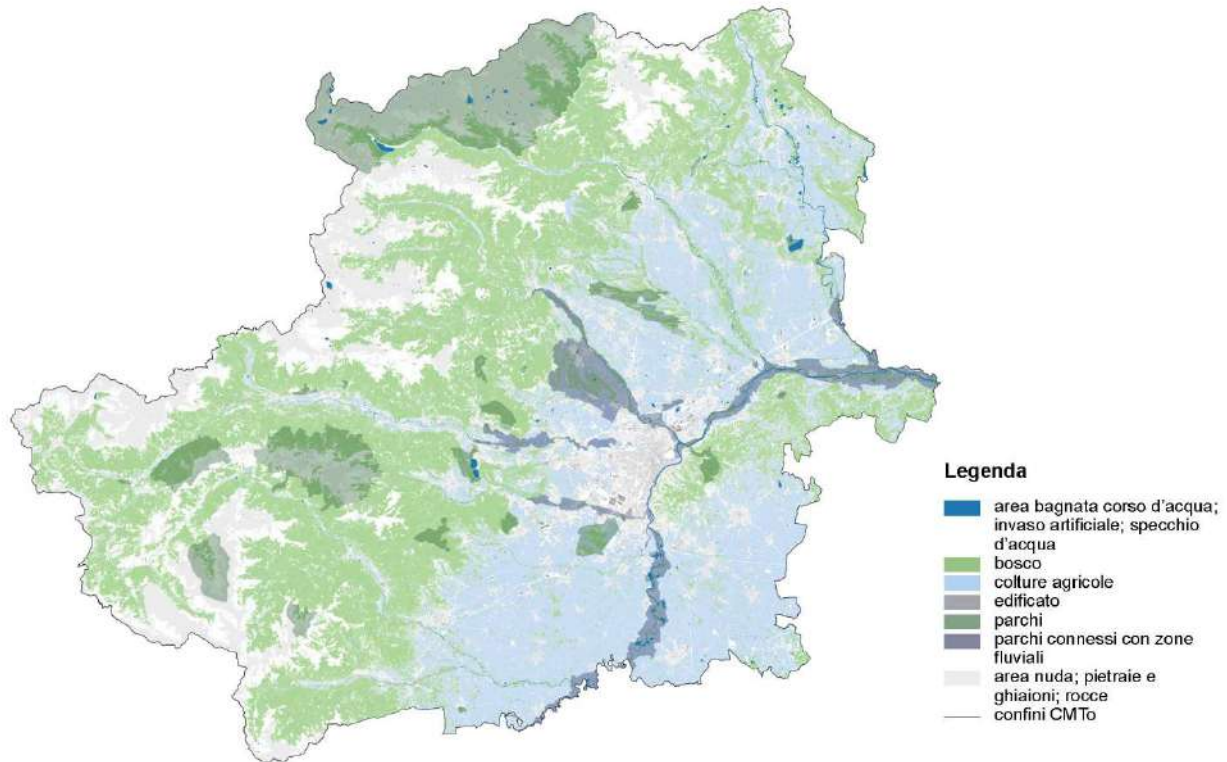 Legenda
area bagnata corso d'acqua;
invaso artificiale; specchio
d'acqua
bosco
colture agricole
edificato
parchi
parchi connessi con zone
fluviali
area nuda; pietraie e
ghiaioni; rocce
confini CMTo